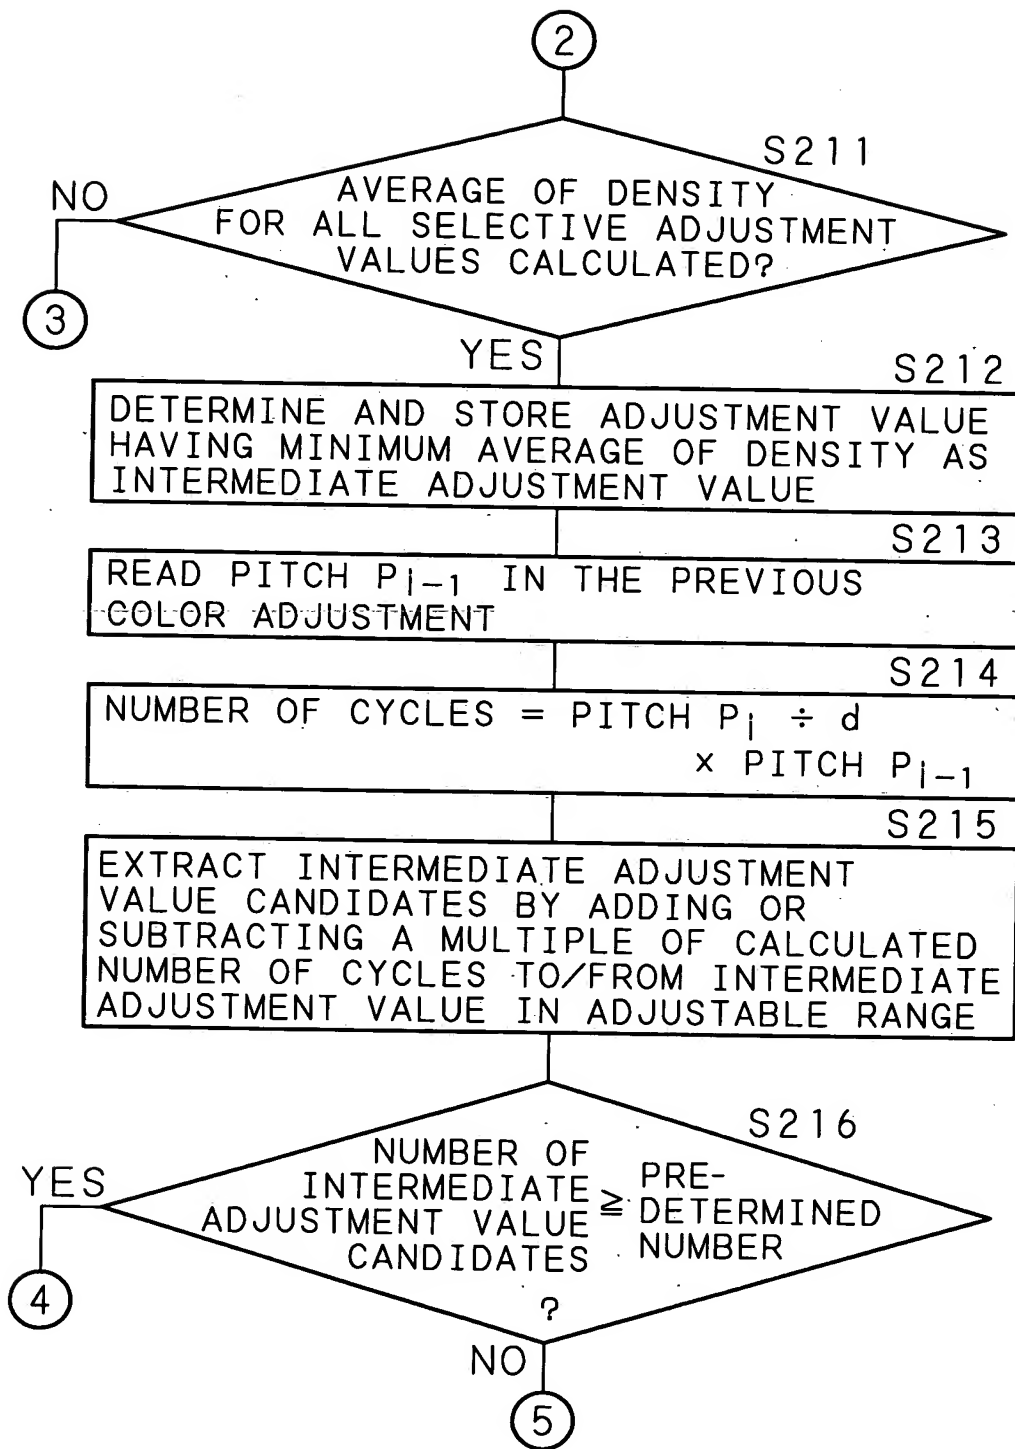 2
S211
NO
AVERAGE OF DENSITY
FOR ALL SELECTIVE ADJUSTMENT
VALUES CALCULATED?
3
YES
S212
DETERMINE AND STORE ADJUSTMENT VALUE
HAVING MINIMUM AVERAGE OF DENSITY AS
INTERMEDIATE ADJUSTMENT VALUE
S213
READ PITCH Pi-1 IN THE PREVIOUS
COLOR ADJUSTMENT
S214
NUMBER OF CYCLES = PITCH Pi ÷ d
× PITCH Pi-1
S215
EXTRACT INTERMEDIATE ADJUSTMENT
VALUE CANDIDATES BY ADDING OR
SUBTRACTING A MULTIPLE OF CALCULATED
NUMBER OF CYCLES TO/FROM INTERMEDIATE
ADJUSTMENT VALUE IN ADJUSTABLE RANGE
S216
YES
NUMBER OF
INTERMEDIATE
ADJUSTMENT VALUE
CANDIDATES
≧
PRE-
DETERMINED
NUMBER
?
4
NO
5